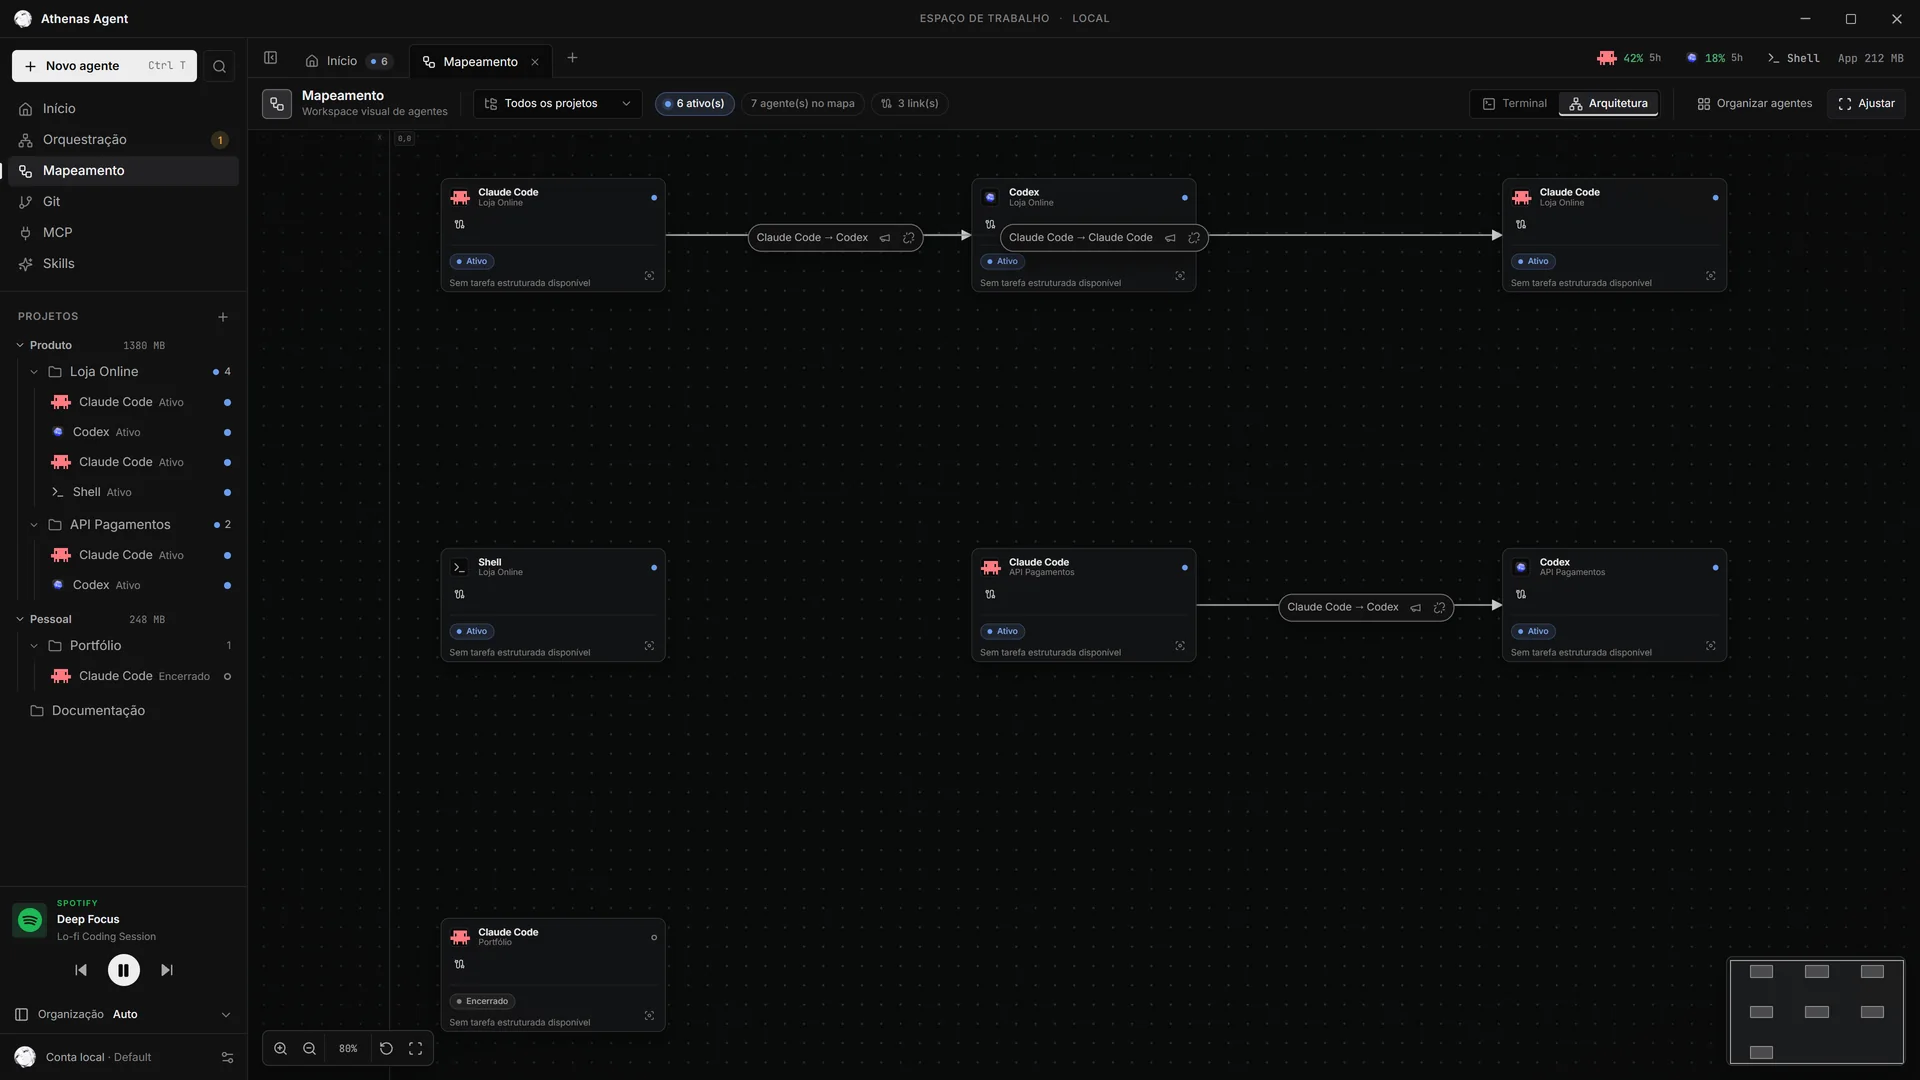 Athenas Agent
ESPAÇO DE TRABALHO · LOCAL
+ Novo agente Ctrl T
Início 6
Mapeamento
42% 5h
18% 5h
Shell
App 212 MB
Início
Orquestração 1
Mapeamento
Git
MCP
Skills
PROJETOS
Produto 1380 MB
Loja Online 4
Claude Code Ativo
Codex Ativo
Claude Code Ativo
Shell Ativo
API Pagamentos 2
Claude Code Ativo
Codex Ativo
Pessoal 248 MB
Portfólio 1
Claude Code Encerrado
Documentação
SPOTIFY
Deep Focus
Lo-fi Coding Session
Organização Auto
Conta local · Default
Mapeamento
Workspace visual de agentes
Todos os projetos
6 ativo(s)
7 agente(s) no mapa
3 link(s)
Terminal
Arquitetura
Organizar agentes
Ajustar
0,0
Claude Code
Loja Online
Ativo
Sem tarefa estruturada disponível
Claude Code → Codex
Codex
Loja Online
Claude Code → Claude Code
Ativo
Sem tarefa estruturada disponível
Claude Code
Loja Online
Ativo
Sem tarefa estruturada disponível
Shell
Loja Online
Ativo
Sem tarefa estruturada disponível
Claude Code
API Pagamentos
Ativo
Sem tarefa estruturada disponível
Claude Code → Codex
Codex
API Pagamentos
Ativo
Sem tarefa estruturada disponível
Claude Code
Portfólio
Encerrado
Sem tarefa estruturada disponível
80%